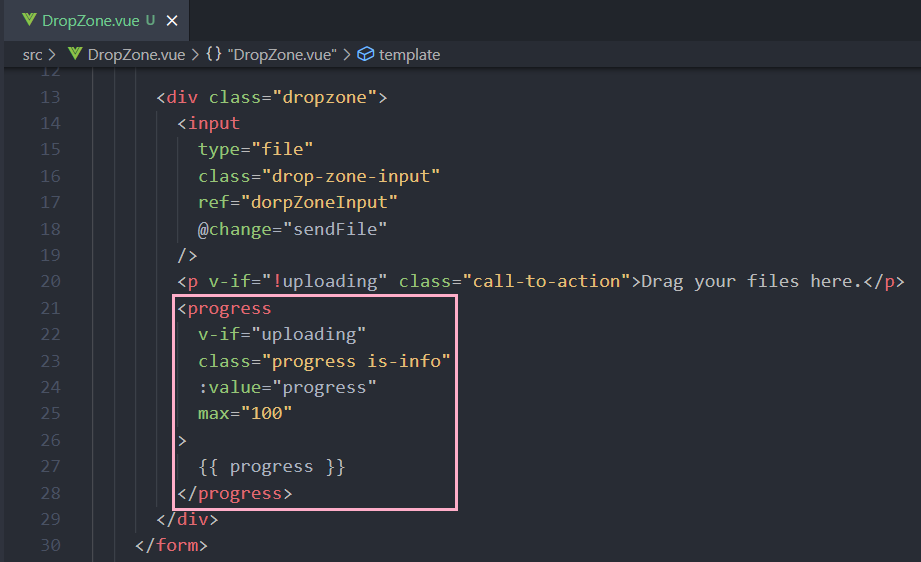 DropZone.vue U ×
src > DropZone.vue > {} "DropZone.vue" > template
12
13 <div class="dropzone">
14 <input
15 type="file"
16 class="drop-zone-input"
17 ref="dorpZoneInput"
18 @change="sendFile"
19 />
20 <p v-if="!uploading" class="call-to-action">Drag your files here.</p>
21 <progress
22 v-if="uploading"
23 class="progress is-info"
24 :value="progress"
25 max="100"
26 >
27 {{ progress }}
28 </progress>
29 </div>
30 </form>